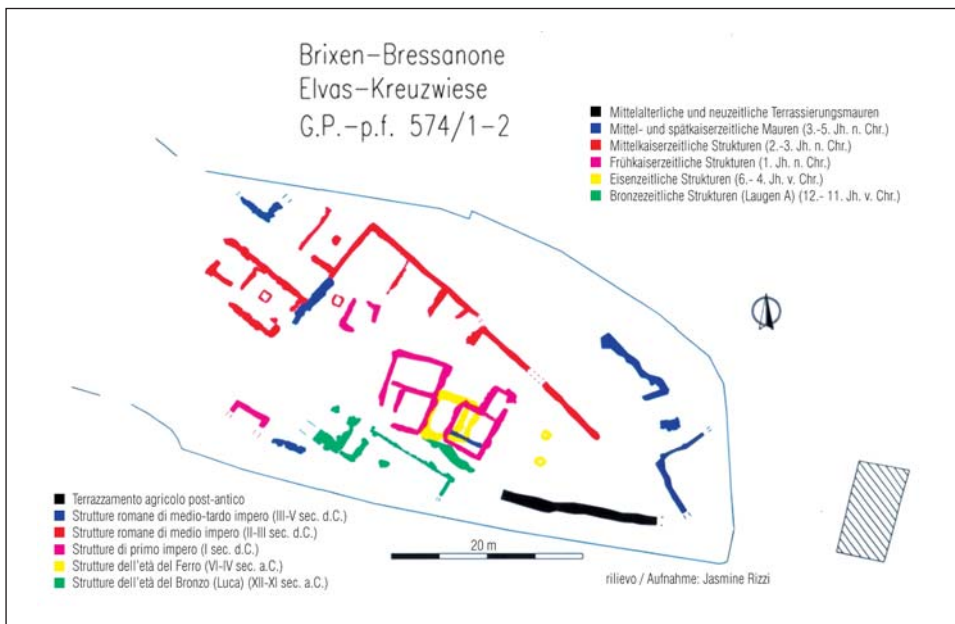 Brixen–Bressanone
Elvas–Kreuzwiese
G.P.–p.f. 574/1–2
Mittelalterliche und neuzeitliche Terrassierungsmauren
Mittel- und spätkaiserzeitliche Mauren (3.-5. Jh. n. Chr.)
Mittelkaiserzeitliche Strukturen (2.-3. Jh. n. Chr.)
Frühkaiserzeitliche Strukturen (1. Jh. n. Chr.)
Eisenzeitliche Strukturen (6.- 4. Jh. v. Chr.)
Bronzezeitliche Strukturen (Laugen A) (12.- 11. Jh. v. Chr.)
Terrazzamento agricolo post-antico
Strutture romane di medio-tardo impero (III-V sec. d.C.)
Strutture romane di medio impero (II-III sec. d.C.)
Strutture di primo impero (I sec. d.C.)
Strutture dell'età del Ferro (VI-IV sec. a.C.)
Strutture dell'età del Bronzo (Luca) (XII-XI sec. a.C.)
20 m
rilievo / Aufnahme: Jasmine Rizzi